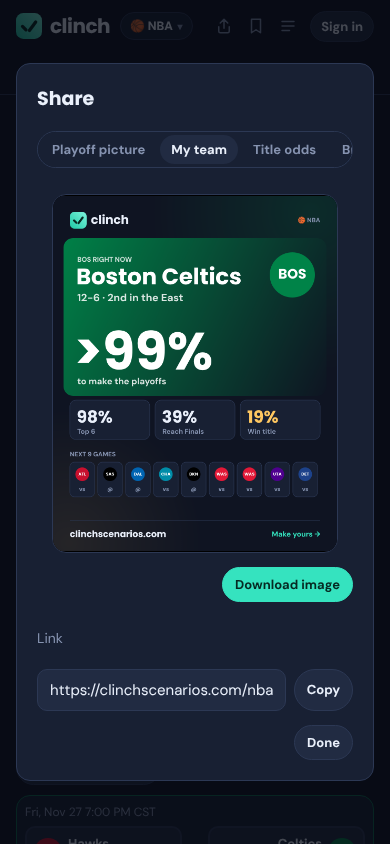 clinch
NBA
Sign in
Share
Playoff picture
My team
Title odds
clinch
NBA
BOS RIGHT NOW
Boston Celtics
12-6 · 2nd in the East
BOS
>99%
to make the playoffs
98%
Top 6
39%
Reach Finals
19%
Win title
NEXT 9 GAMES
ATL
SAS
DAL
CHA
BKN
WAS
WAS
UTA
DET
vs
@
@
vs
@
vs
vs
vs
vs
clinchscenarios.com
Make yours →
Download image
Link
https://clinchscenarios.com/nba
Copy
Done
Fri, Nov 27 7:00 PM CST
Hawks
Celtics